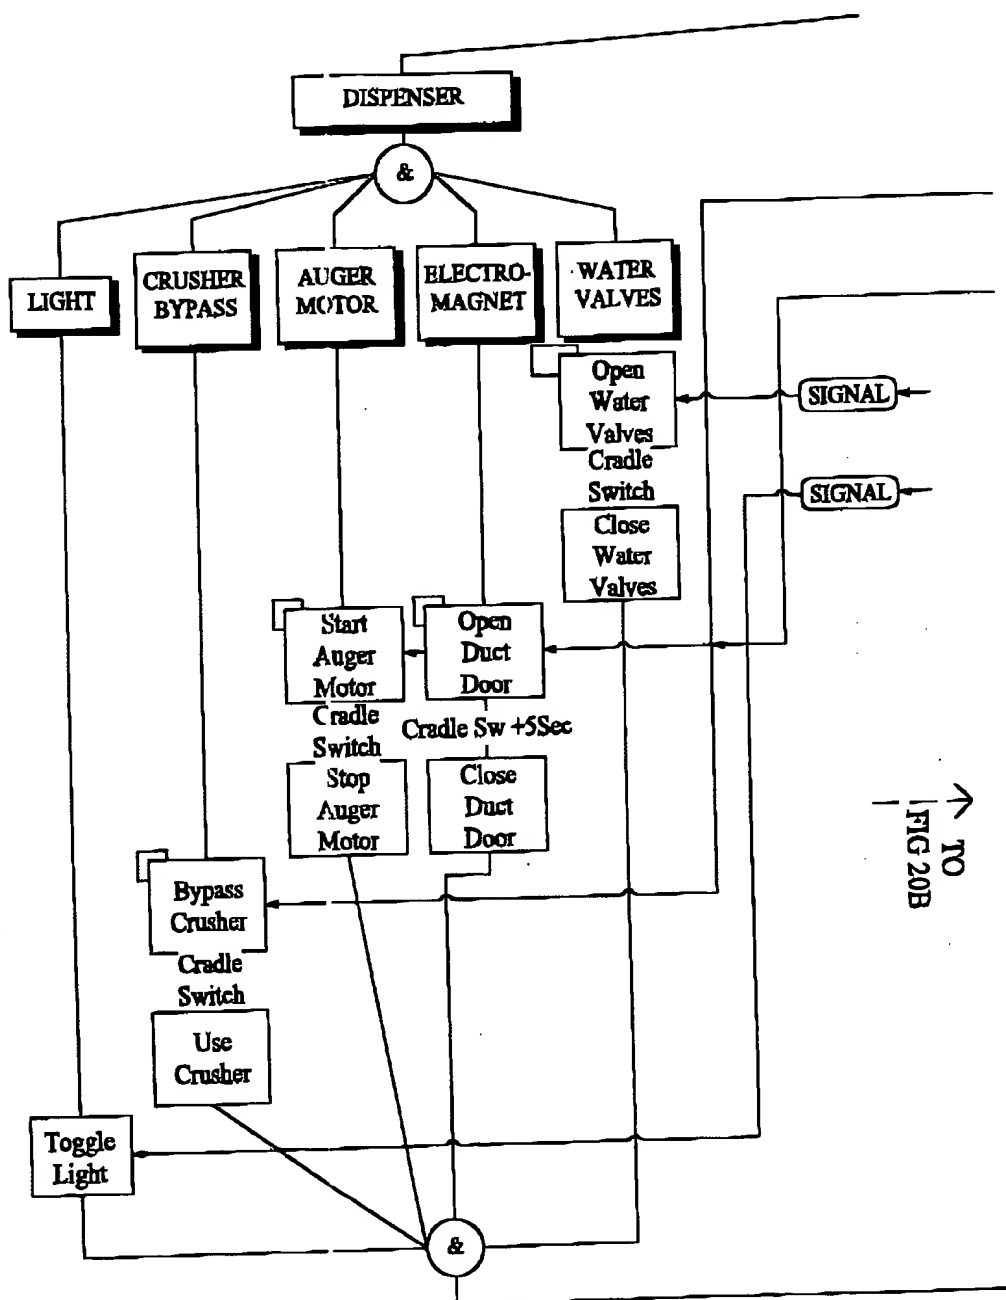 DISPENSER
&
LIGHT
CRUSHER
BYPASS
AUGER
MOTOR
ELECTRO-
MAGNET
WATER
VALVES
Open
Water
Valves
Cradle
Switch
Close
Water
Valves
SIGNAL
SIGNAL
Start
Auger
Motor
Cradle
Switch
Stop
Auger
Motor
Open
Duct
Door
Cradle Sw +5Sec
Close
Duct
Door
TO
FIG 20B
Bypass
Crusher
Cradle
Switch
Use
Crusher
Toggle
Light
&